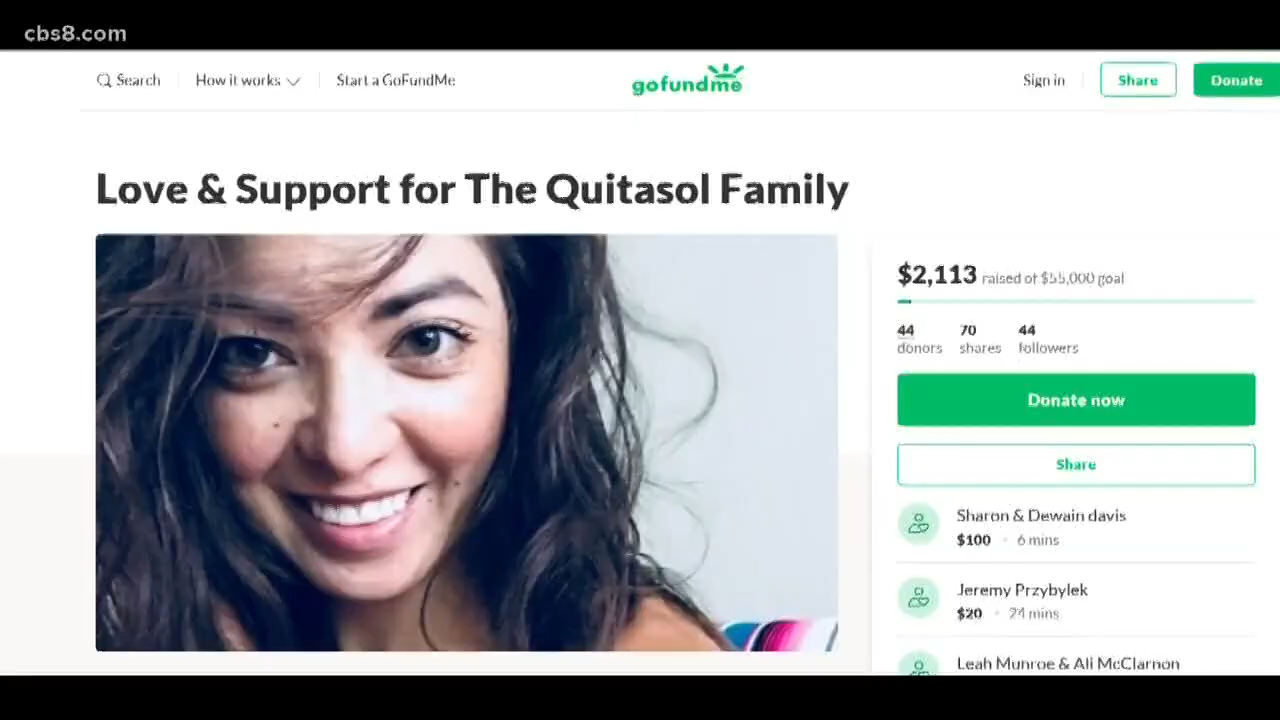 cbs8.com
Search
How it works
Start a GoFundMe
gofundme
Sign in
Share
Donate
Love & Support for The Quitasol Family
$2,113 raised of $55,000 goal
44 donors
70 shares
44 followers
Donate now
Share
Sharon & Dewain davis
$100 • 6 mins
Jeremy Przybylek
$20 • 24 mins
Leah Munroe & Ali McClarnon